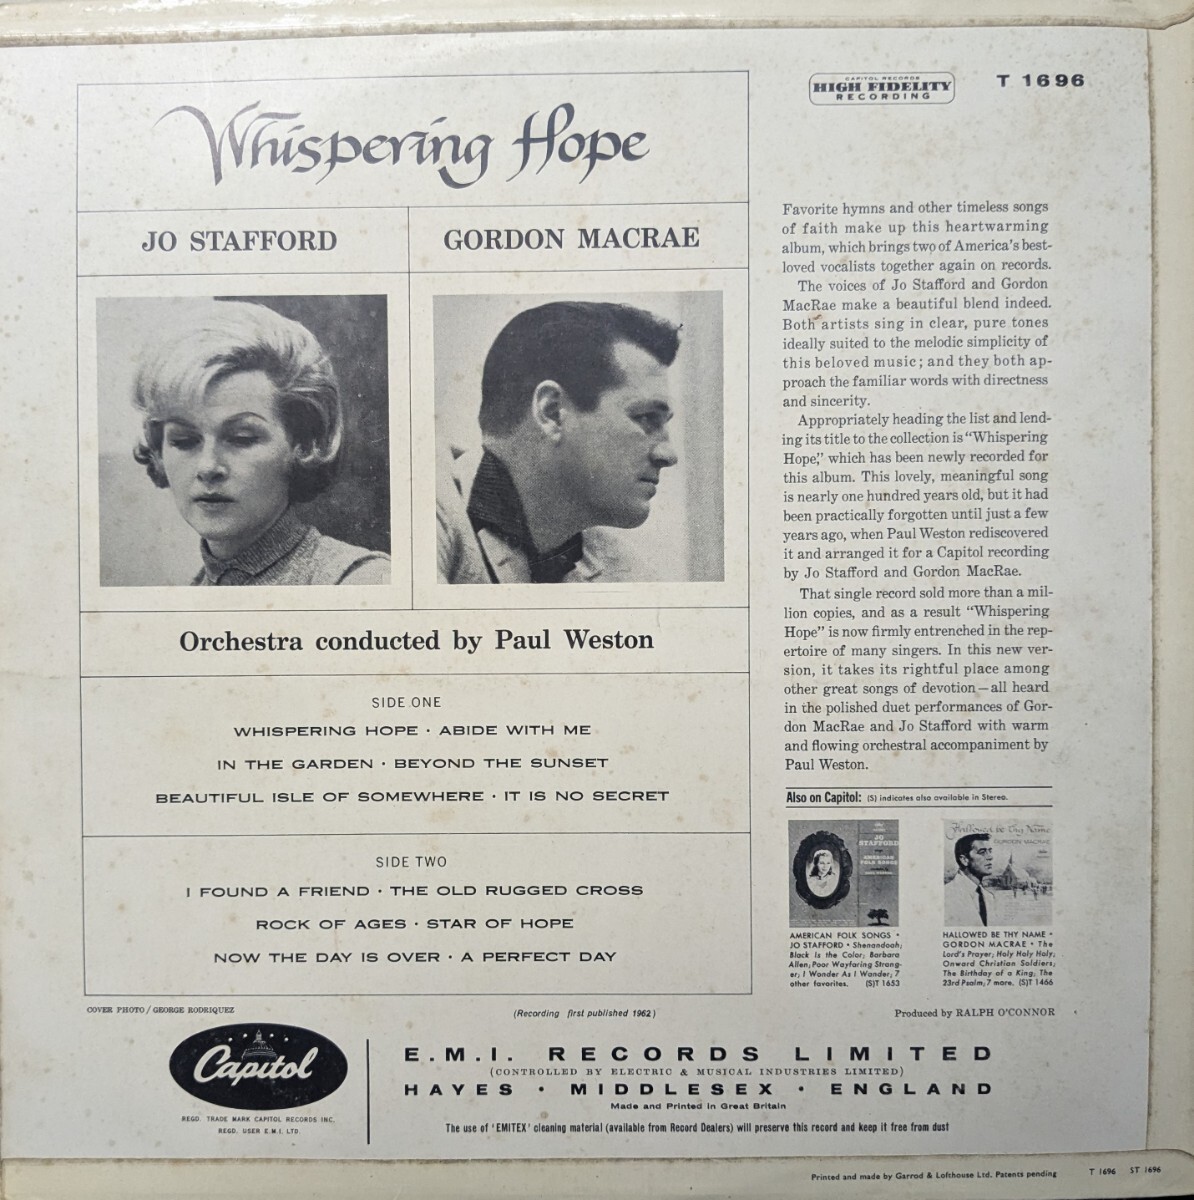 CAPITOL RECORDS
HIGH FIDELITY
RECORDING
T 1696
Whispering Hope
JO STAFFORD
GORDON MACRAE
Orchestra conducted by Paul Weston
SIDE ONE
WHISPERING HOPE · ABIDE WITH ME
IN THE GARDEN · BEYOND THE SUNSET
BEAUTIFUL ISLE OF SOMEWHERE · IT IS NO SECRET
SIDE TWO
I FOUND A FRIEND · THE OLD RUGGED CROSS
ROCK OF AGES · STAR OF HOPE
NOW THE DAY IS OVER · A PERFECT DAY
Favorite hymns and other timeless songs
of faith make up this heartwarming
album, which brings two of America's best-
loved vocalists together again on records.
The voices of Jo Stafford and Gordon
MacRae make a beautiful blend indeed.
Both artists sing in clear, pure tones
ideally suited to the melodic simplicity of
this beloved music; and they both ap-
proach the familiar words with directness
and sincerity.
Appropriately heading the list and lend-
ing its title to the collection is "Whispering
Hope," which has been newly recorded for
this album. This lovely, meaningful song
is nearly one hundred years old, but it had
been practically forgotten until just a few
years ago, when Paul Weston rediscovered
it and arranged it for a Capitol recording
by Jo Stafford and Gordon MacRae.
That single record sold more than a mil-
lion copies, and as a result "Whispering
Hope" is now firmly entrenched in the rep-
ertoire of many singers. In this new ver-
sion, it takes its rightful place among
other great songs of devotion—all heard
in the polished duet performances of Gor-
don MacRae and Jo Stafford with warm
and flowing orchestral accompaniment by
Paul Weston.
Also on Capitol: (S) indicates also available in Stereo.
JO
STAFFORD
AMERICAN
FOLK SONGS
Hallowed be Thy Name
GORDON MACRAE
AMERICAN FOLK SONGS •
JO STAFFORD • Shenandoah;
Black Is the Color; Barbara
Allen; Poor Wayfaring Strang-
er; I Wonder As I Wander; 7
other favorites. (S)T 1653
HALLOWED BE THY NAME •
GORDON MACRAE • The
Lord's Prayer; Holy Holy Holy;
Onward Christian Soldiers;
The Birthday of a King; The
23rd Psalm; 7 more. (S)T 1466
COVER PHOTO / GEORGE RODRIQUEZ
(Recording first published 1962)
Produced by RALPH O'CONNOR
Capitol
REGD. TRADE MARK CAPITOL RECORDS INC.
REGD. USER E.M.I. LTD.
E.M.I. RECORDS LIMITED
(CONTROLLED BY ELECTRIC & MUSICAL INDUSTRIES LIMITED)
HAYES · MIDDLESEX · ENGLAND
Made and Printed in Great Britain
The use of 'EMITEX' cleaning material (available from Record Dealers) will preserve this record and keep it free from dust
Printed and made by Garrod & Lofthouse Ltd. Patents pending
T 1696 ST 1696